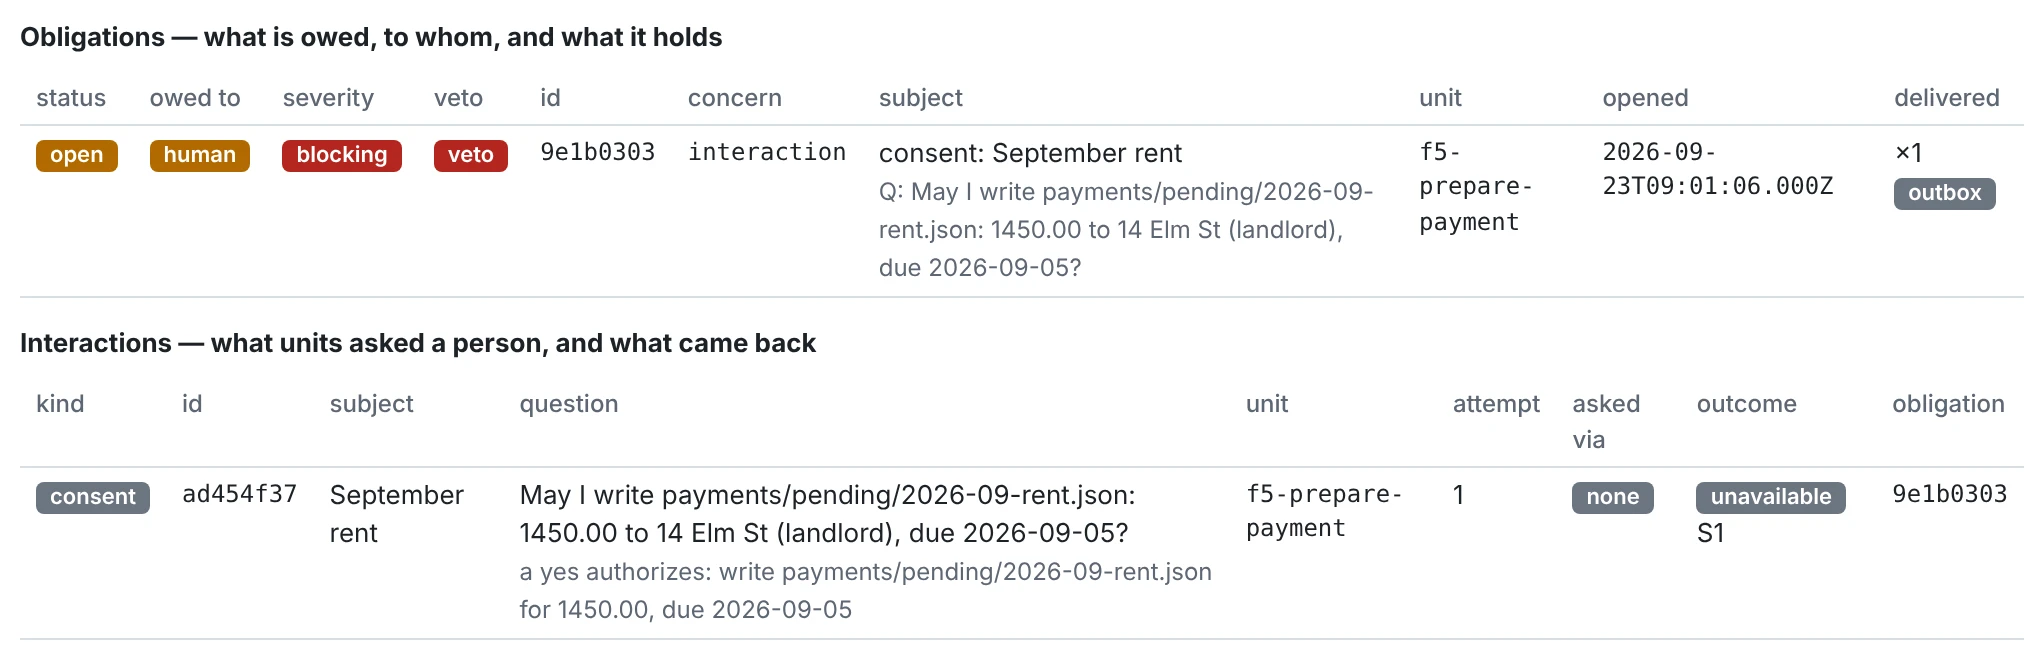 Obligations — what is owed, to whom, and what it holds
status owed to severity veto id concern subject unit opened delivered
open human blocking veto 9e1b0303 interaction consent: September rent f5- 2026-09- ×1
Q: May I write payments/pending/2026-09- prepare- 23T09:01:06.000Z outbox
rent.json: 1450.00 to 14 Elm St (landlord), payment
due 2026-09-05?
Interactions — what units asked a person, and what came back
kind id subject question unit attempt asked outcome obligation
via
consent ad454f37 September May I write payments/pending/2026-09-rent.json: f5-prepare- 1 none unavailable 9e1b0303
rent 1450.00 to 14 Elm St (landlord), due 2026-09-05? payment S1
a yes authorizes: write payments/pending/2026-09-rent.json
for 1450.00, due 2026-09-05